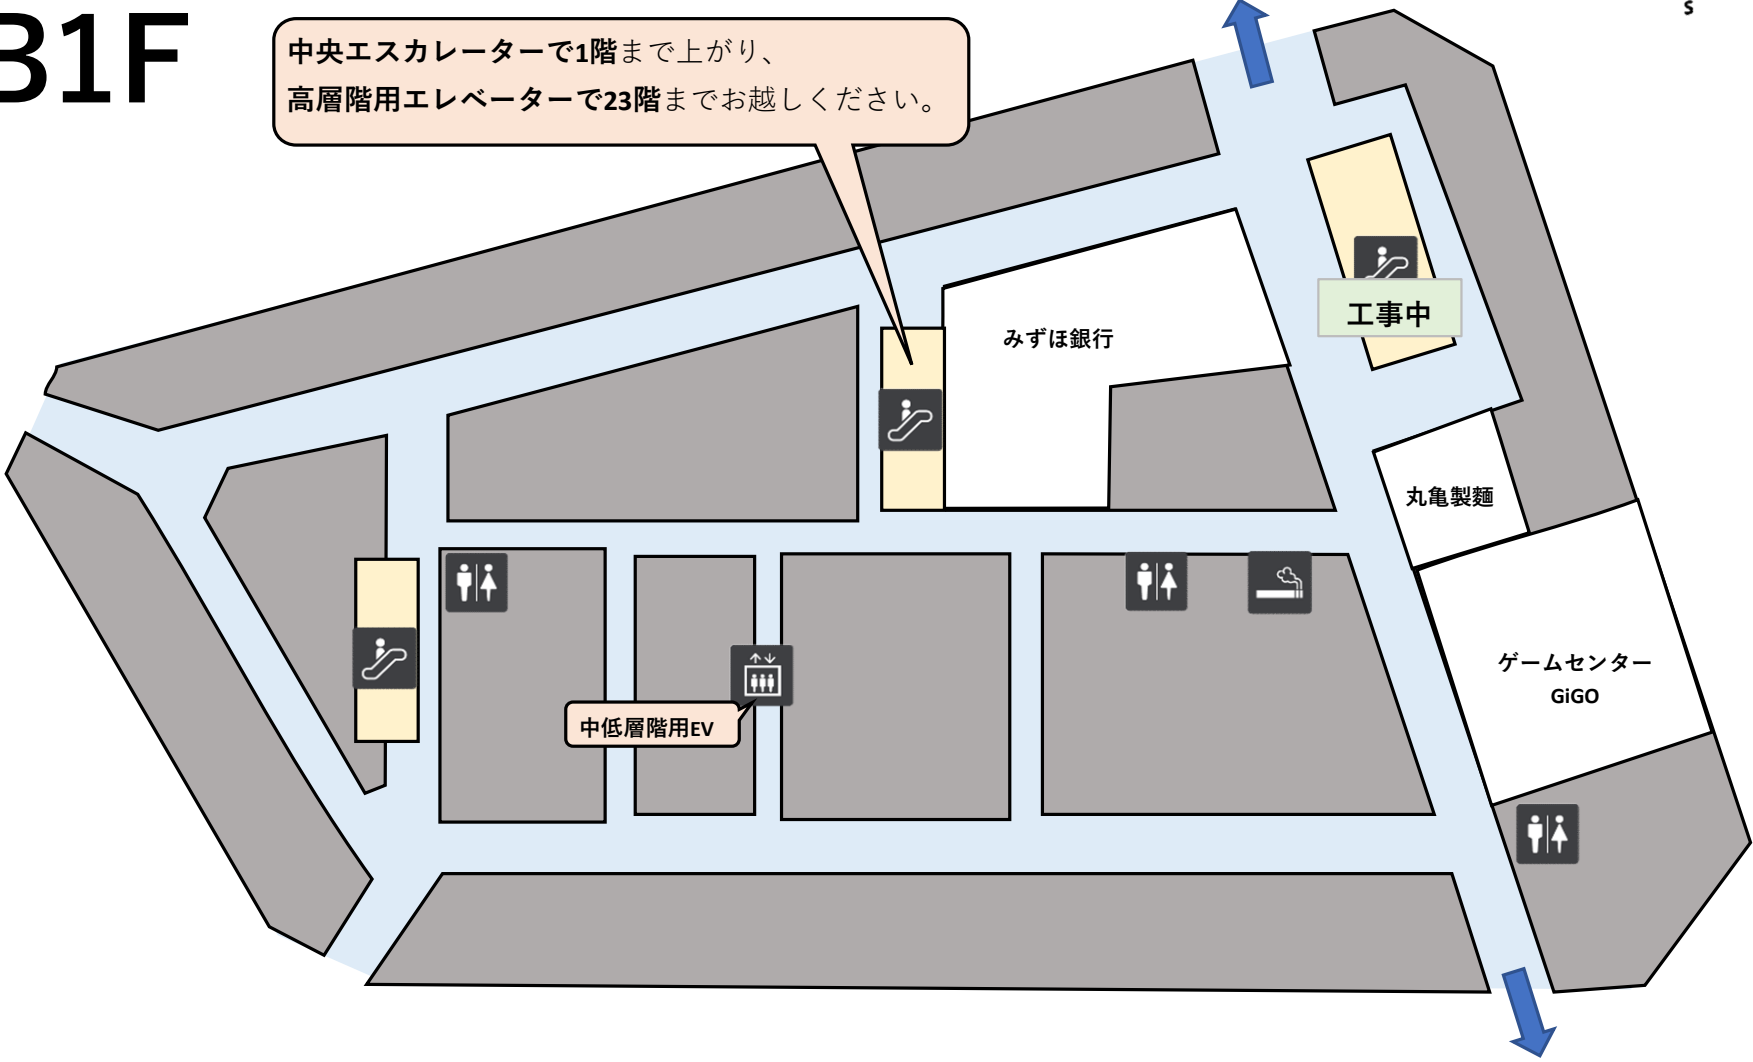 B1F
中央エスカレーターで1階まで上がり、
高層階用エレベーターで23階までお越しください。
工事中
みずほ銀行
丸亀製麺
ゲームセンター
GiGO
中低層階用EV
s